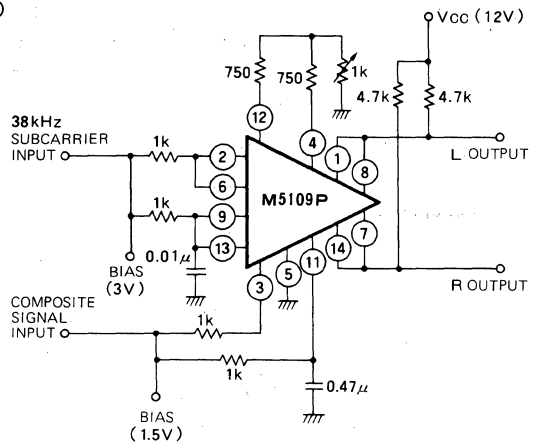 )
VCC (12V)
750
750
1k
4.7k
4.7k
12
4
38kHz
SUBCARRIER
INPUT
1k
2
1
8
L OUTPUT
6
M5109P
1k
9
7
13
14
0.01μ
BIAS
(3V)
3
5
11
R OUTPUT
COMPOSITE
SIGNAL
INPUT
1k
1k
0.47μ
BIAS
(1.5V)